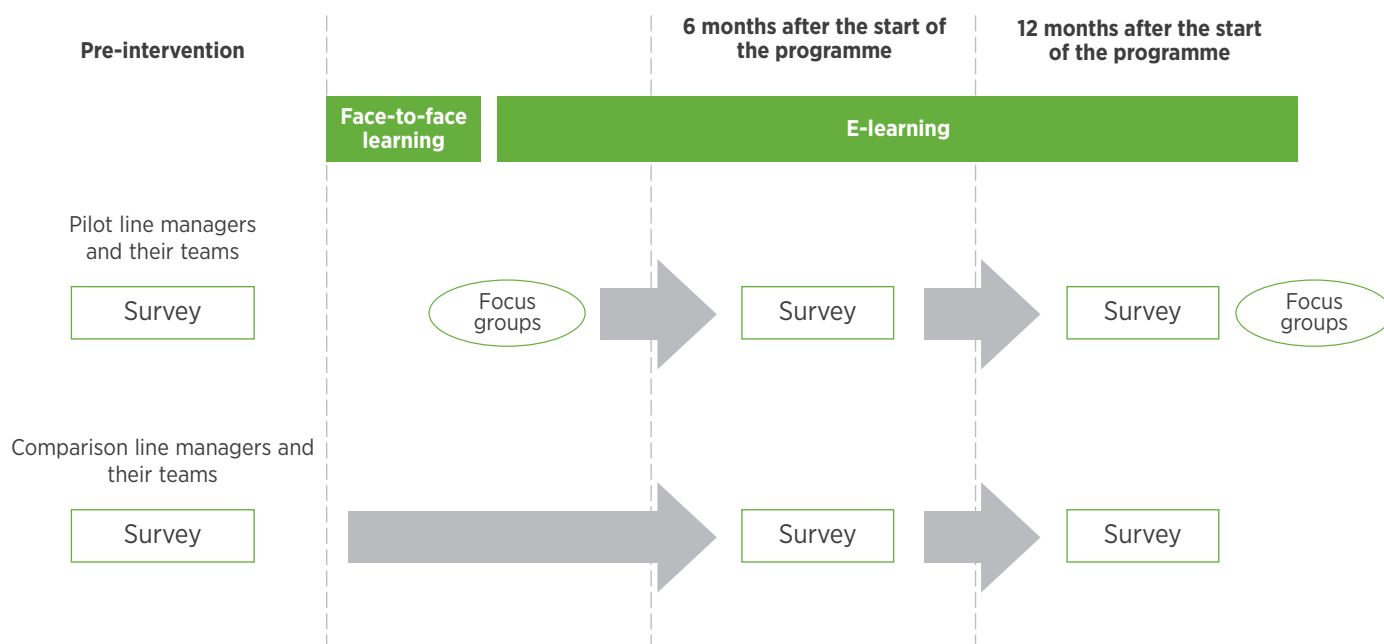 Pre-intervention
6 months after the start of
the programme
12 months after the start
of the programme
Face-to-face
learning
E-learning
Pilot line managers
and their teams
Survey
Focus
groups
Survey
Survey
Focus
groups
Comparison line managers and
their teams
Survey
Survey
Survey